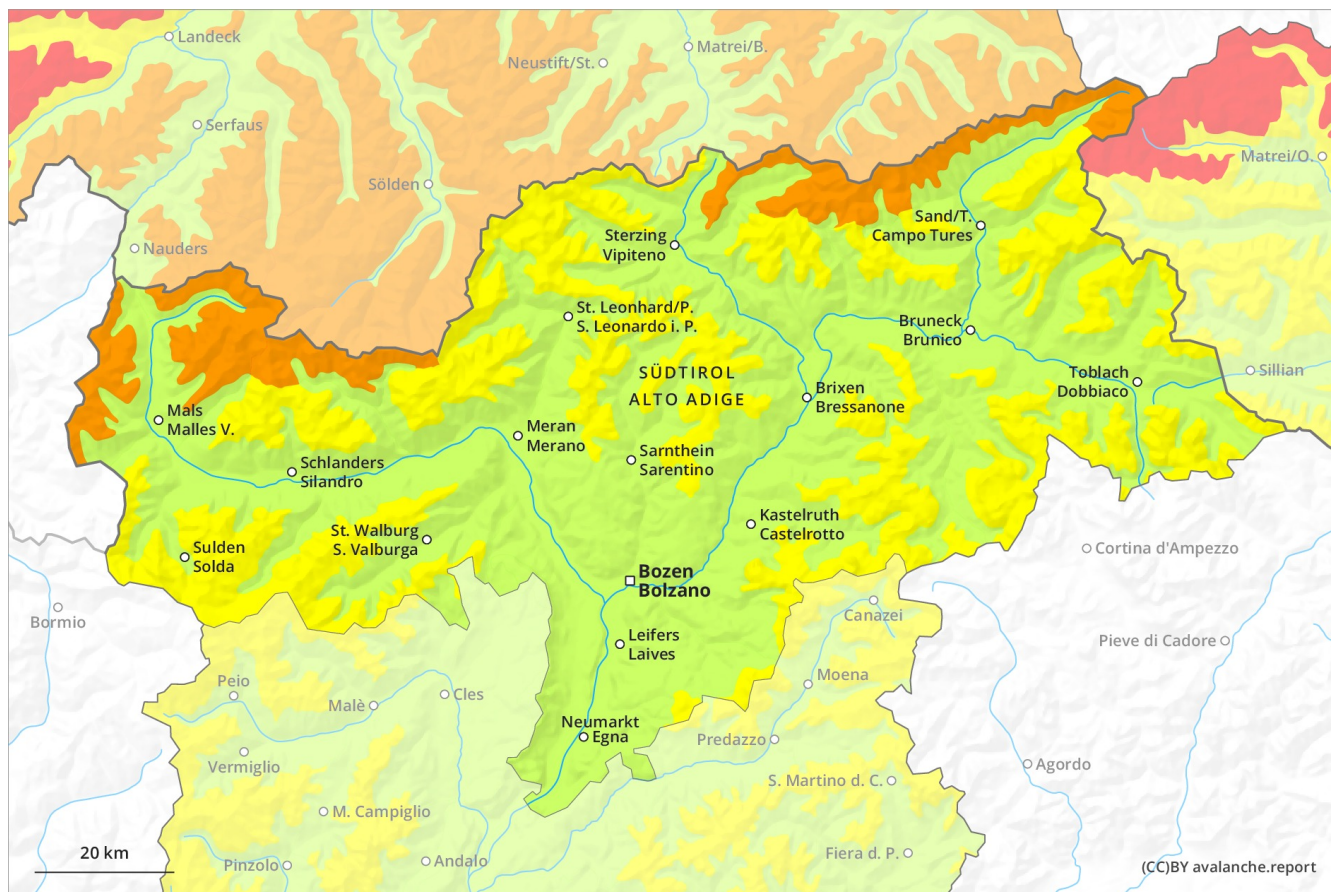 Landeck
Matrei/B.
Neustift/St.
Serfaus
Matrei/O.
Sölden
Nauders
Sand/T.
Campo Tures
Sterzing
Vipiteno
St. Leonhard/P.
S. Leonardo i. P.
Bruneck
Brunico
SÜDTIROL
ALTO ADIGE
Toblach
Dobbiaco
Sillian
Brixen
Bressanone
Mals
Malles V.
Meran
Merano
Sarnthein
Sarentino
Schlanders
Silandro
Kastelruth
Castelrotto
St. Walburg
S. Valburga
Sulden
Solda
Cortina d'Ampezzo
Bozen
Bolzano
Bormio
Canazei
Leifers
Laives
Pieve di Cadore
Peio
Moena
Malè
Cles
Neumarkt
Egna
Predazzo
Vermiglio
Agordo
S. Martino d. C.
M. Campiglio
20 km
Pinzolo
Andalo
Fiera d. P.
(CC)BY avalanche.report